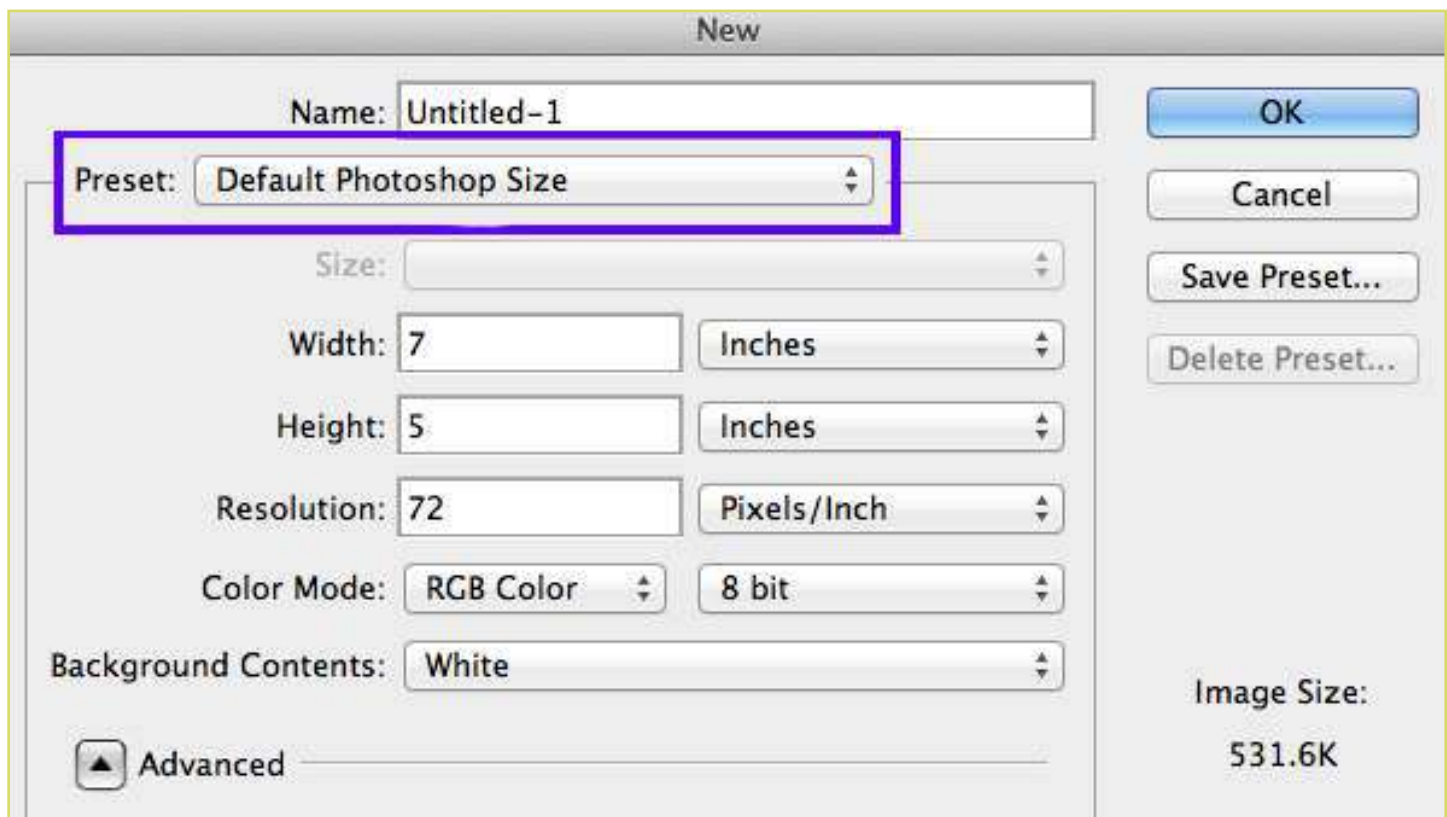 New
Name: Untitled-1
OK
Preset: Default Photoshop Size
Cancel
Size:
Save Preset...
Width: 7 Inches
Delete Preset...
Height: 5 Inches
Resolution: 72 Pixels/Inch
Color Mode: RGB Color 8 bit
Background Contents: White
Image Size:
531.6K
Advanced